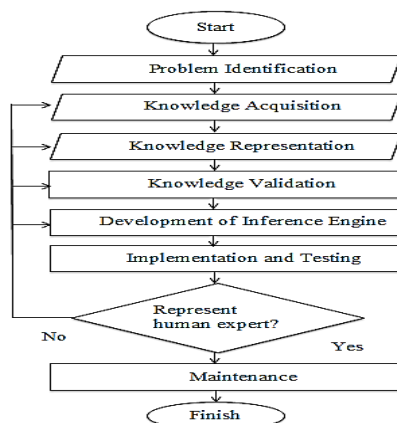 Start
Problem Identification
Knowledge Acquisition
Knowledge Representation
Knowledge Validation
Development of Inference Engine
Implementation and Testing
Represent
human expert?
No
Yes
Maintenance
Finish